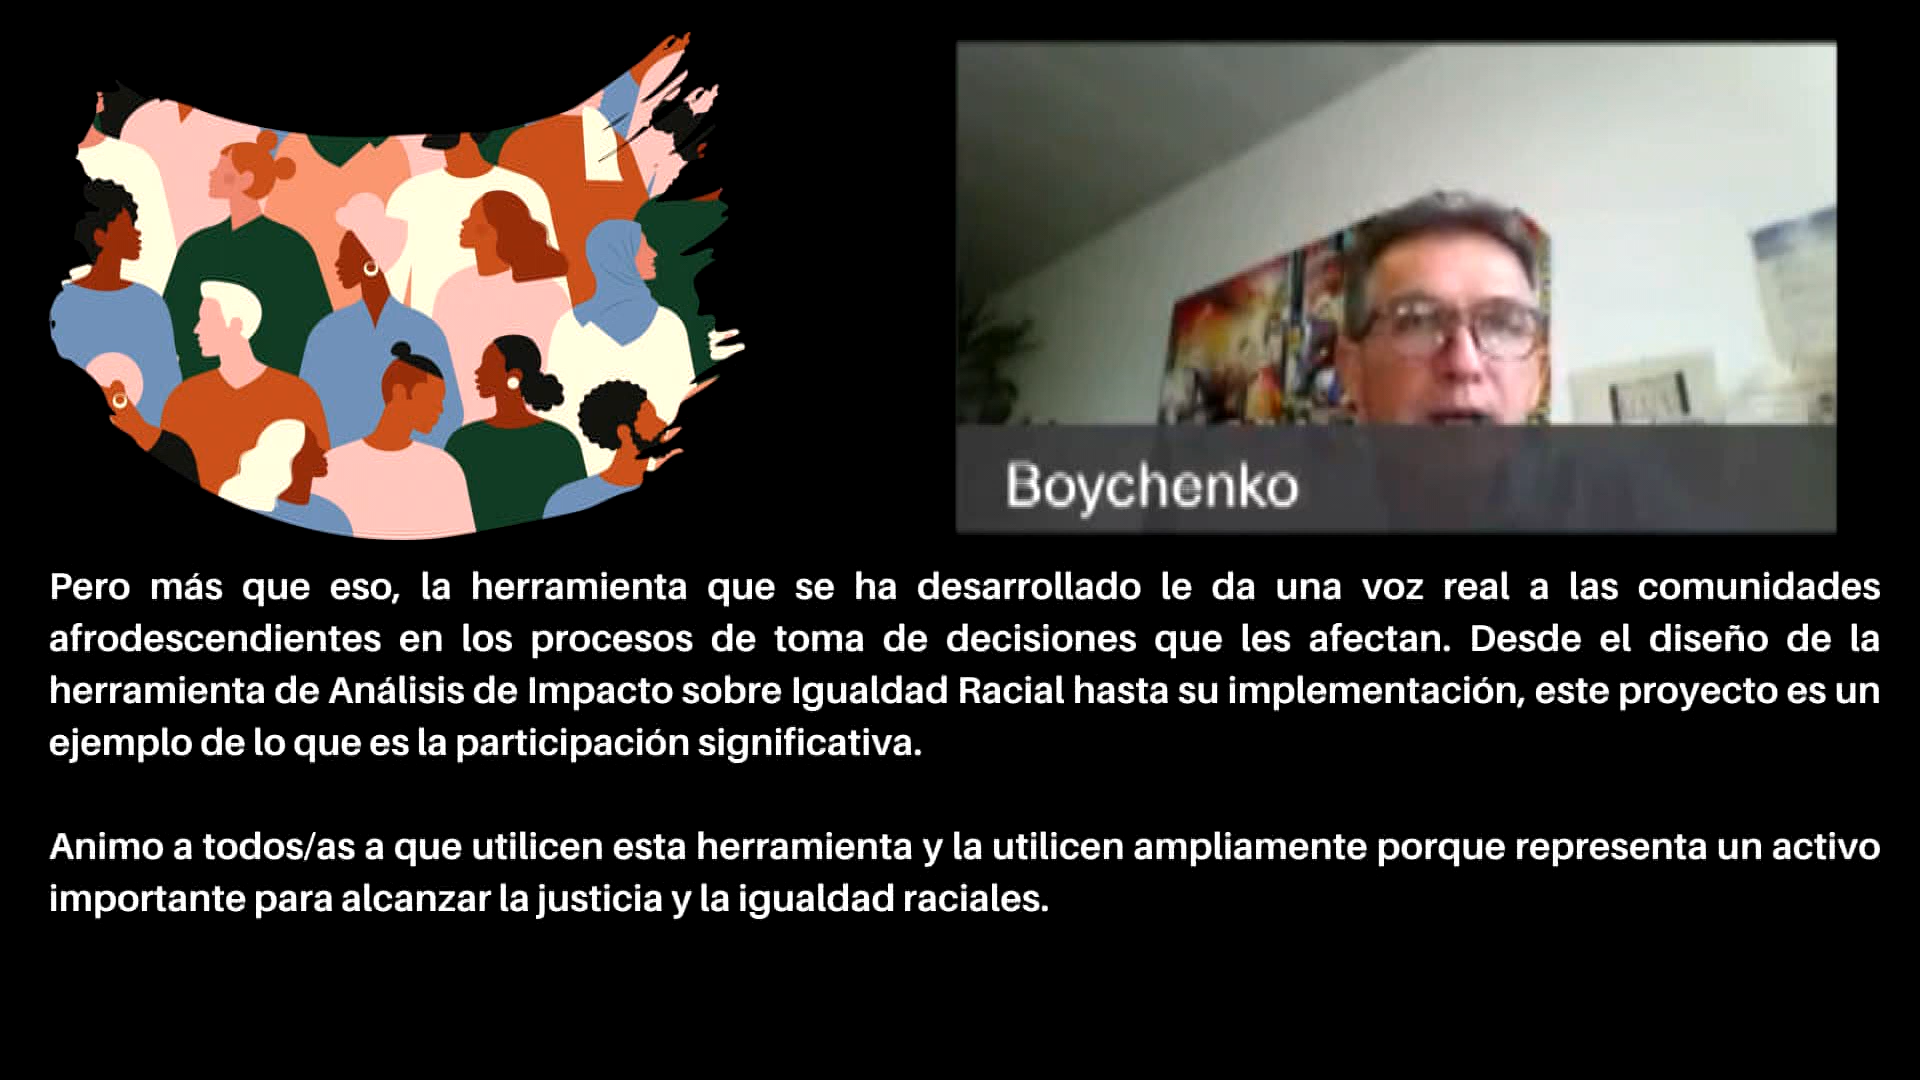 Boychenko
Pero más que eso, la herramienta que se ha desarrollado le da una voz real a las comunidades
afrodescendientes en los procesos de toma de decisiones que les afectan. Desde el diseño de la
herramienta de Análisis de Impacto sobre Igualdad Racial hasta su implementación, este proyecto es un
ejemplo de lo que es la participación significativa.
Animo a todos/as a que utilicen esta herramienta y la utilicen ampliamente porque representa un activo
importante para alcanzar la justicia y la igualdad raciales.